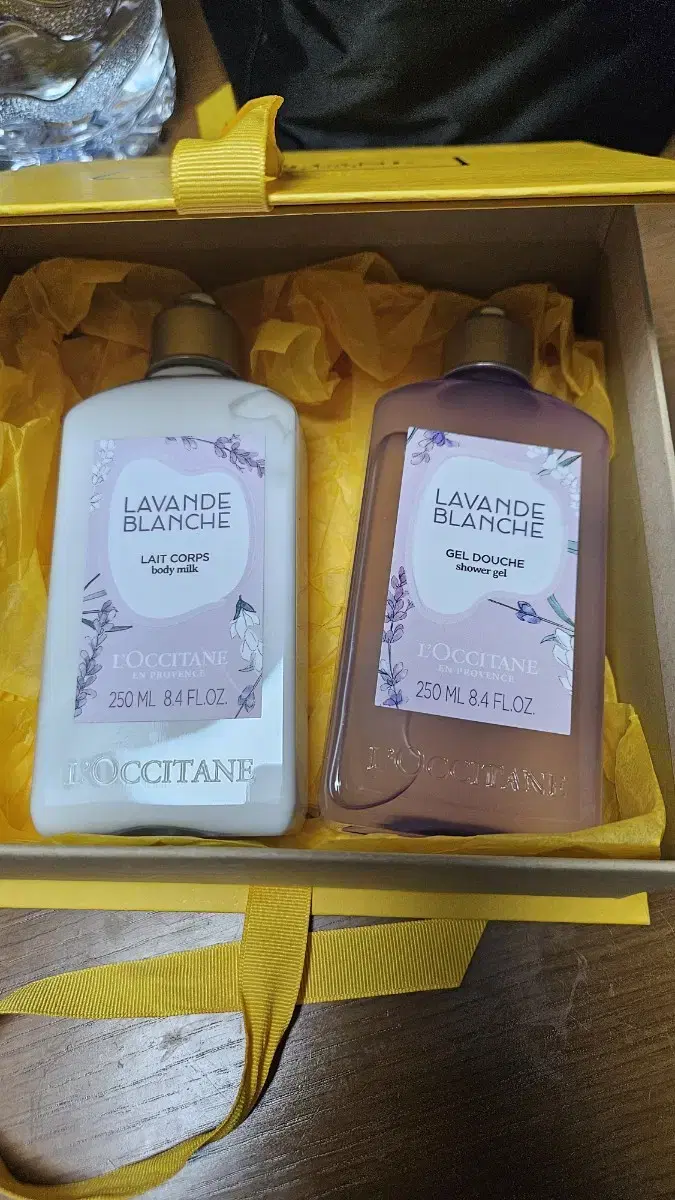 LAVANDE
BLANCHE
LAIT CORPS
body milk
L'OCCITANE
EN PROVENCE
250 ML 8.4 FL.OZ.
L'OCCITANE
LAVANDE
BLANCHE
GEL DOUCHE
shower gel
L'OCCITANE
EN PROVENCE
250 ML 8.4 FL.OZ.
L'OCCITANE